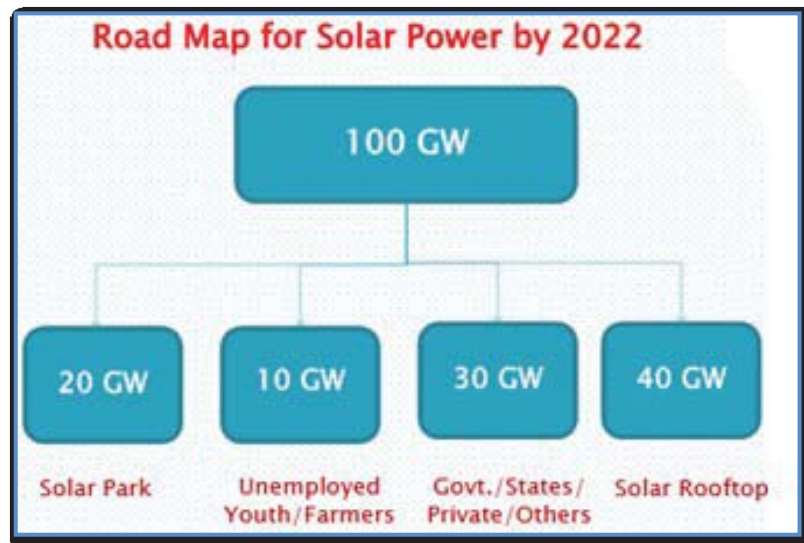 Road Map for Solar Power by 2022
100 GW
20 GW
10 GW
30 GW
40 GW
Solar Park
Unemployed
Youth/Farmers
Govt./States/
Private/Others
Solar Rooftop